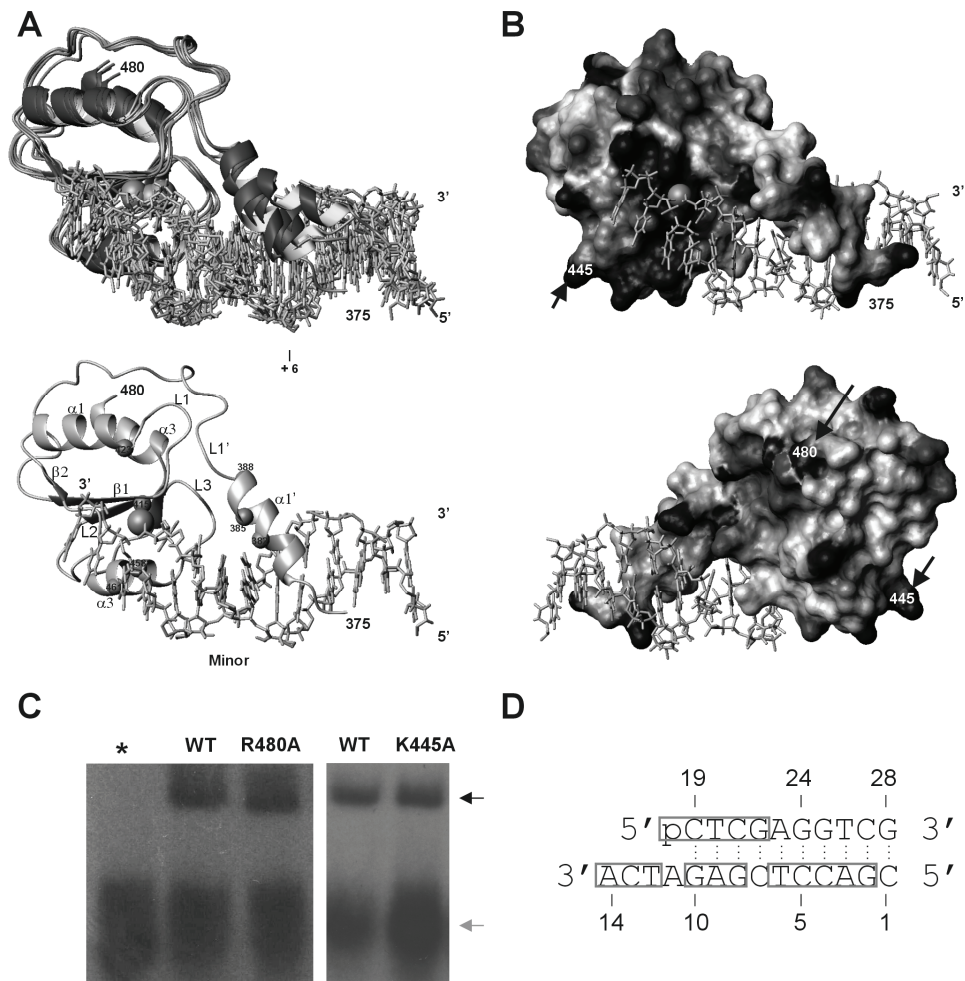 A
480
3'
375
5'
+ 6
B
445
3'
375
5'
480
α1
L1
α3
L1'
β2
β1
3'
L3
388
α1'
385
L2
α3
3'
375
5'
Minor
480
445
C
* WT R480A WT K445A
D
19 24 28
5' pCTCGAGGTCG 3'
3' ACTAGAGCTCCAGC 5'
14 10 5 1